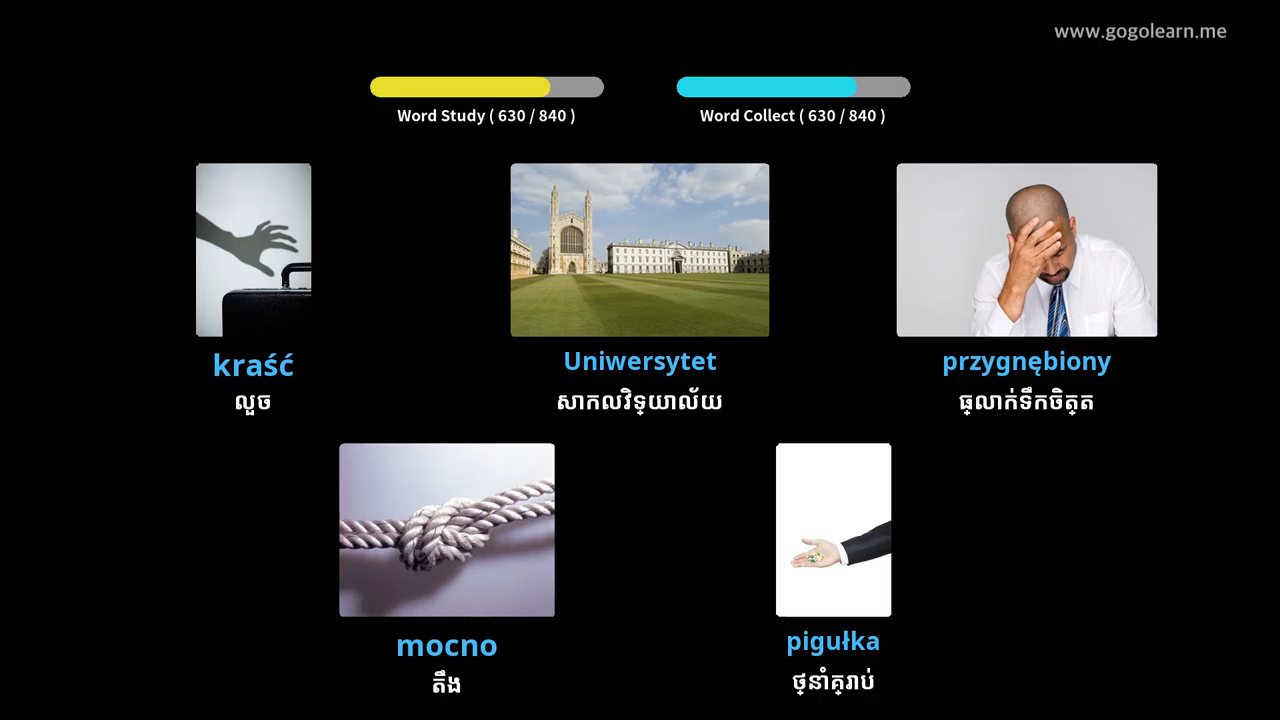 www.gogolearn.me
Word Study ( 630 / 840 )
Word Collect ( 630 / 840 )
kraść
លួច
Uniwersytet
សាកលវិទ្យាល័យ
przygnębiony
ធ្លាក់ទឹកចិត្ត
mocno
តឹង
pigułka
ថ្នាំគ្រាប់